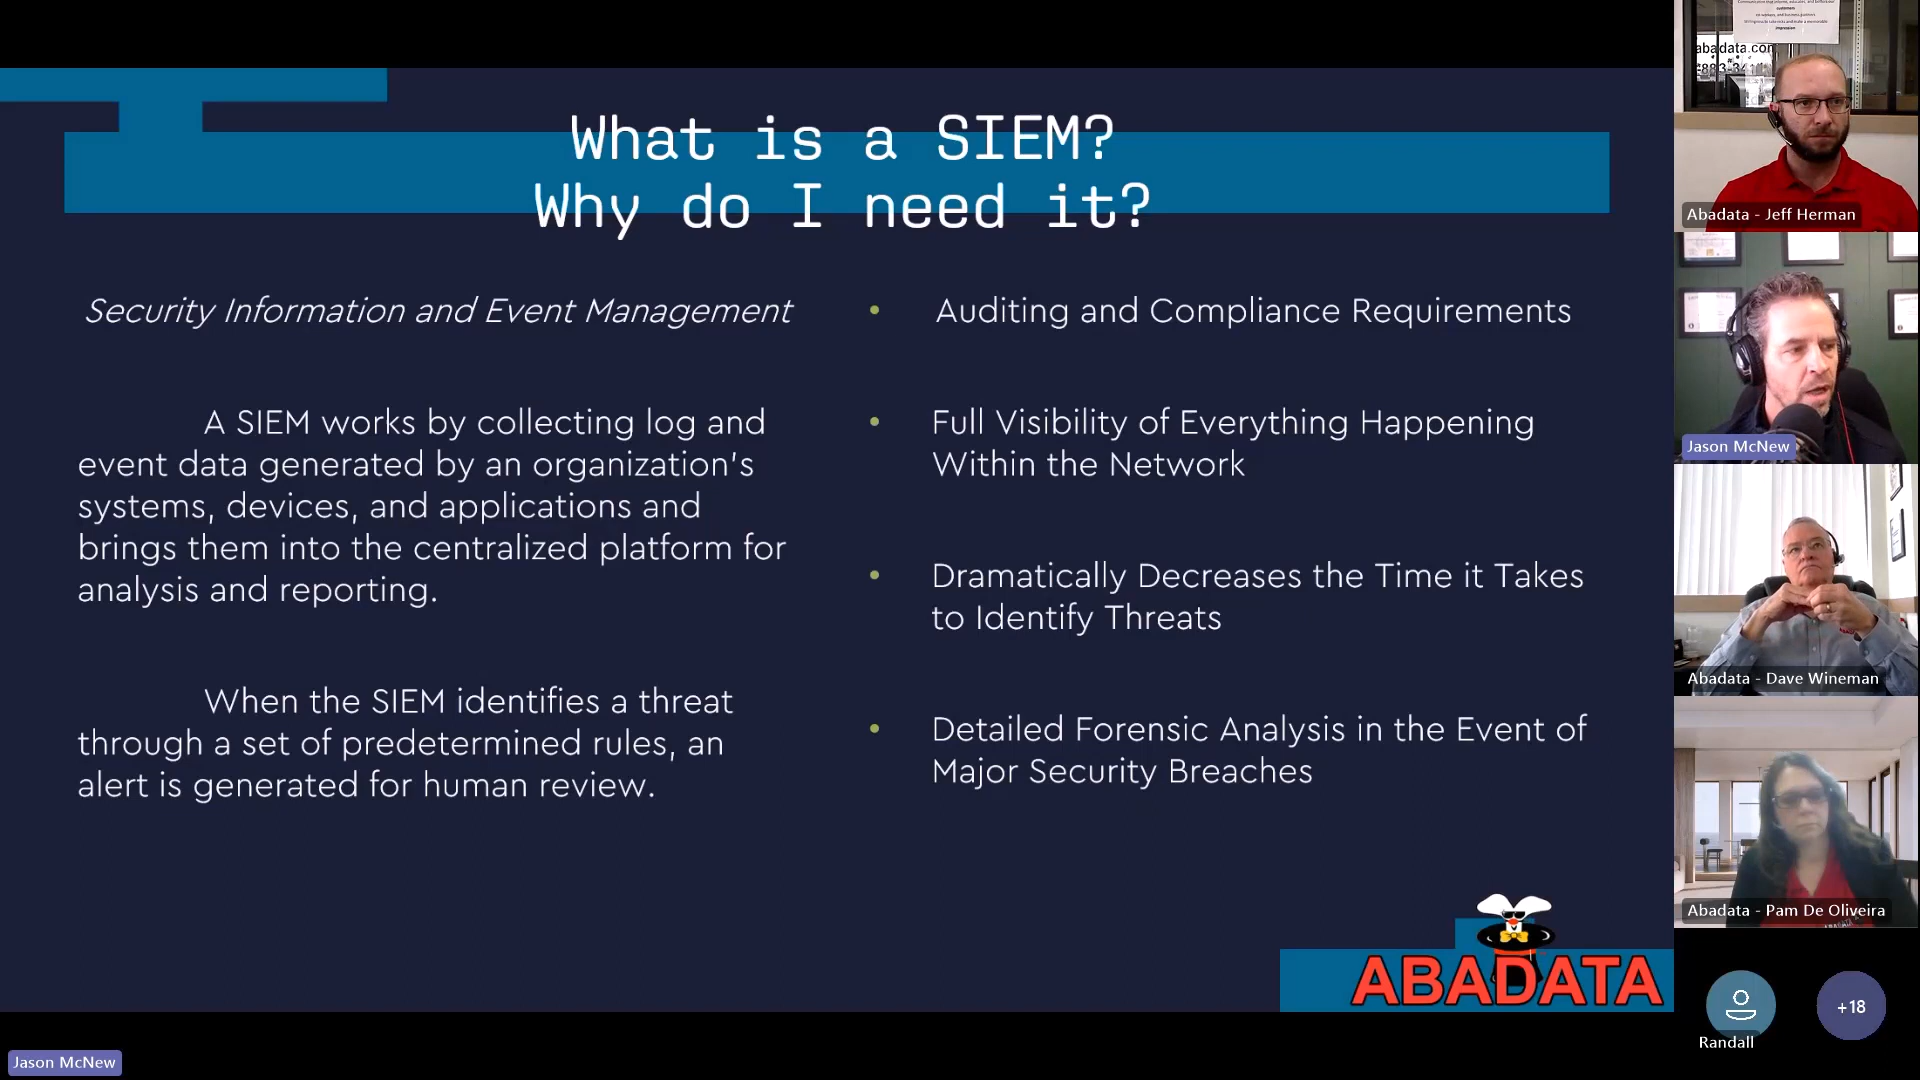 What is a SIEM?
Why do I need it?
Security Information and Event Management
A SIEM works by collecting log and
event data generated by an organization's
systems, devices, and applications and
brings them into the centralized platform for
analysis and reporting.
When the SIEM identifies a threat
through a set of predetermined rules, an
alert is generated for human review.
• Auditing and Compliance Requirements
• Full Visibility of Everything Happening
Within the Network
• Dramatically Decreases the Time it Takes
to Identify Threats
• Detailed Forensic Analysis in the Event of
Major Security Breaches
ABADATA
Jason McNew
customers
impression
abadata.com
Abadata - Jeff Herman
Jason McNew
Abadata - Dave Wineman
Abadata - Pam De Oliveira
Randall
+18